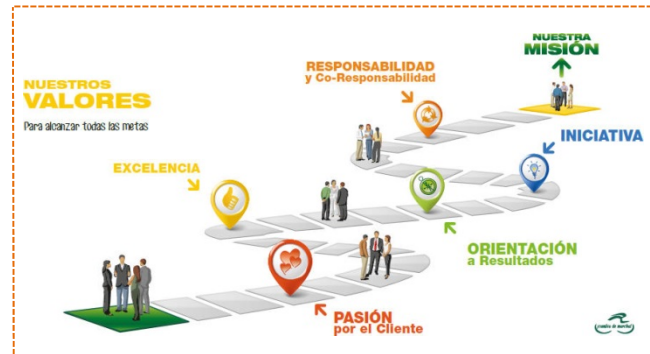 NUESTROS
VALORES
Para alcanzar todas las metas
NUESTRA
MISIÓN
RESPONSABILIDAD
y Co-Responsabilidad
INICIATIVA
EXCELENCIA
ORIENTACIÓN
a Resultados
PASIÓN
por el Cliente